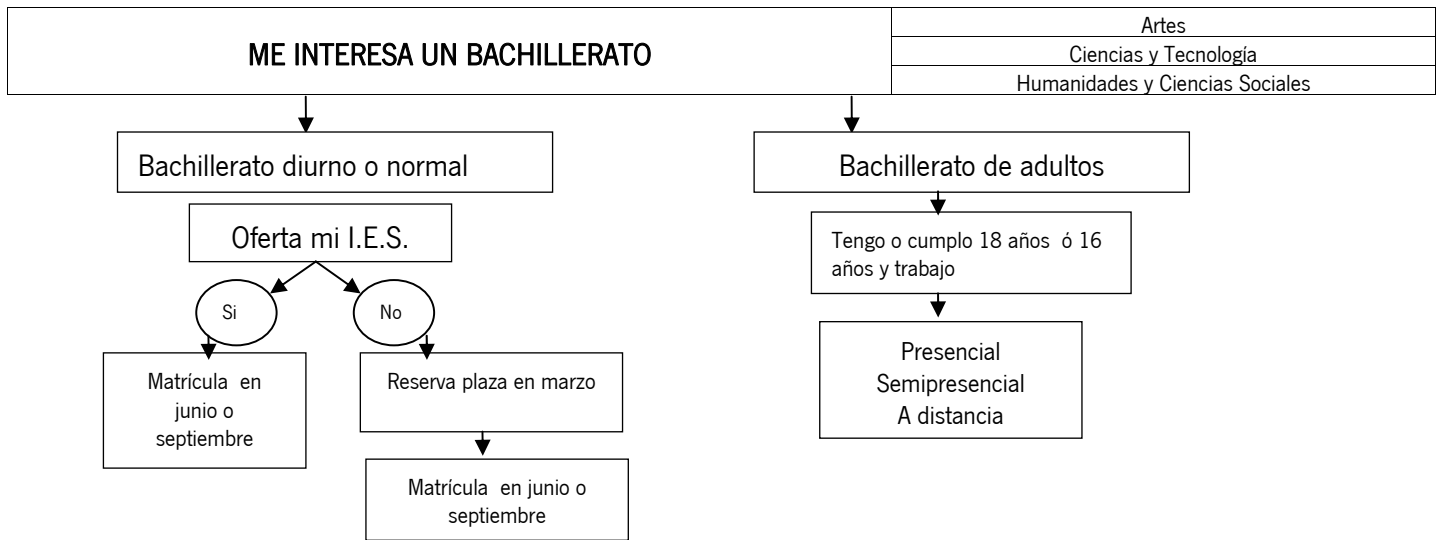 ME INTERESA UN BACHILLERATO
Artes
Ciencias y Tecnología
Humanidades y Ciencias Sociales
Bachillerato diurno o normal
Oferta mi I.E.S.
Si
No
Matrícula en
junio o
septiembre
Reserva plaza en marzo
Matrícula en junio o
septiembre
Bachillerato de adultos
Tengo o cumplo 18 años ó 16
años y trabajo
Presencial
Semipresencial
A distancia